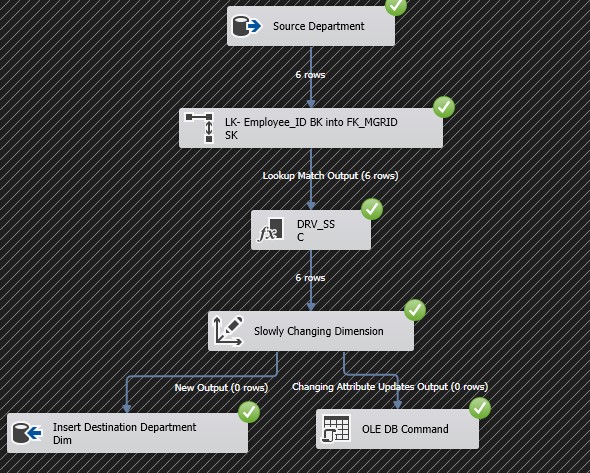 Source Department
6 rows
LK- Employee_ID BK into FK_MGRID
SK
Lookup Match Output (6 rows)
fx
DRV_SS
C
6 rows
Slowly Changing Dimension
New Output (0 rows)
Changing Attribute Updates Output (0 rows)
Insert Destination Department
Dim
OLE DB Command